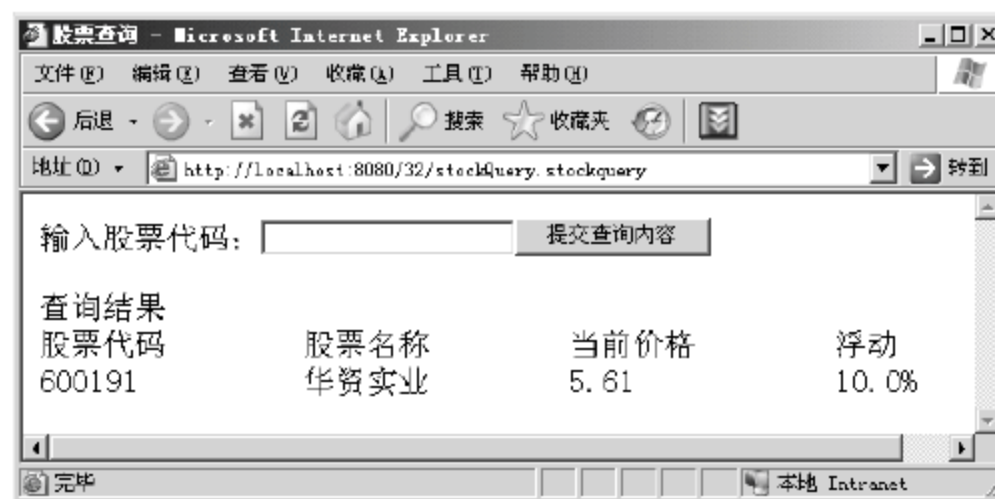 股票查询 - Microsoft Internet Explorer
文件(F) 编辑(E) 查看(V) 收藏(A) 工具(T) 帮助(H)
后退 搜索 收藏夹
地址(D) http://localhost:8080/32/stockQuery.stockquery 转到
输入股票代码: 提交查询内容
查询结果
股票代码 股票名称 当前价格 浮动
600191 华资实业 5.61 10.0%
完毕 本地 Intranet